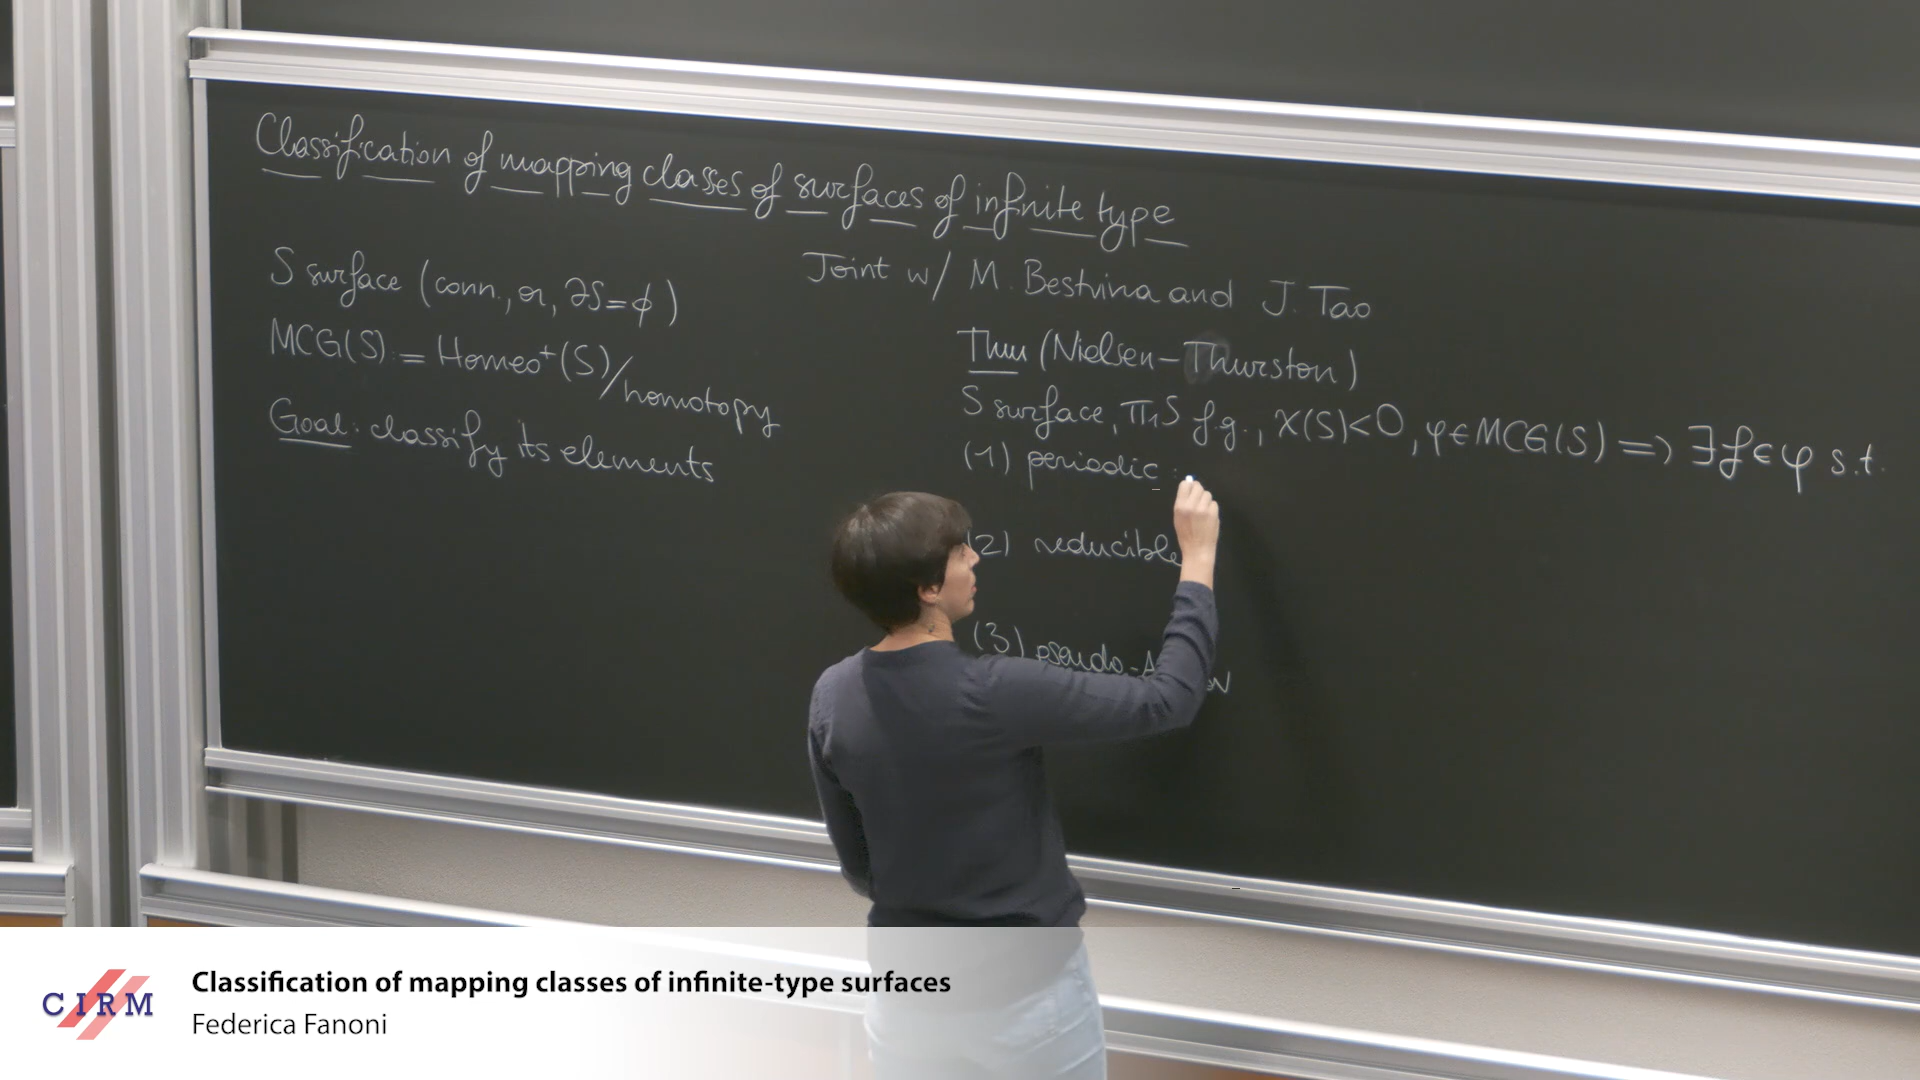 Classification of mapping classes of surfaces of infinite type
Joint w/ M. Bestvina and J. Tao
S surface (conn., or, ∂S=ϕ)
MCG(S) := Homeo⁺(S)/homotopy
Goal: classify its elements
Thm (Nielsen-Thurston)
S surface, π₁S f.g., χ(S)<0, φ∈MCG(S) => ∃f∈φ s.t.
(1) periodic :
(2) reducible
(3) pseudo-
CIRM
Classification of mapping classes of infinite-type surfaces
Federica Fanoni